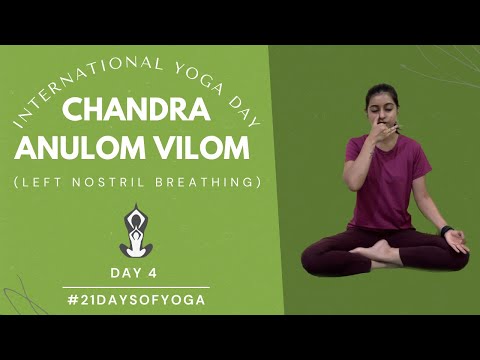 INTERNATIONAL YOGA DAY
CHANDRA
ANULOM VILOM
(LEFT NOSTRIL BREATHING)
DAY 4
#21DAYSOFYOGA